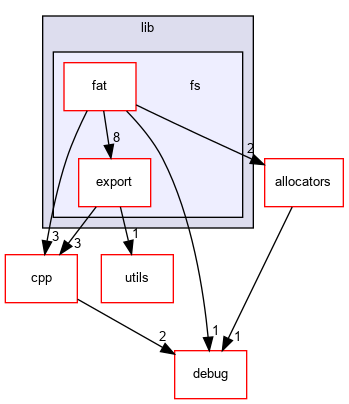 lib
fat fs
8
2
export allocators
3 3 1
cpp utils
2 1 1
debug